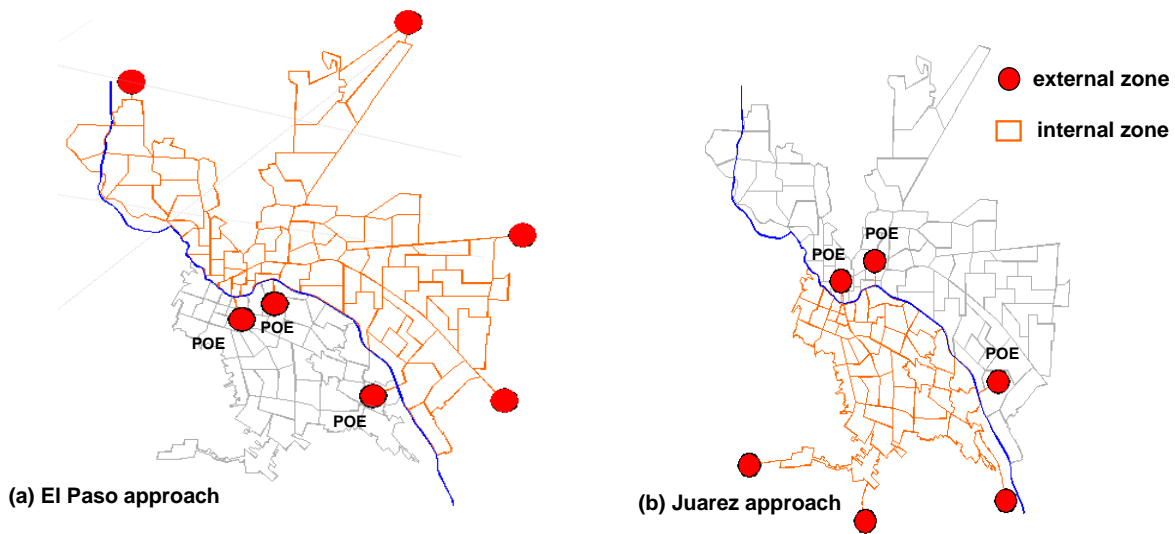 external zone
internal zone
POE
POE
POE
(a) El Paso approach
POE
POE
POE
(b) Juarez approach